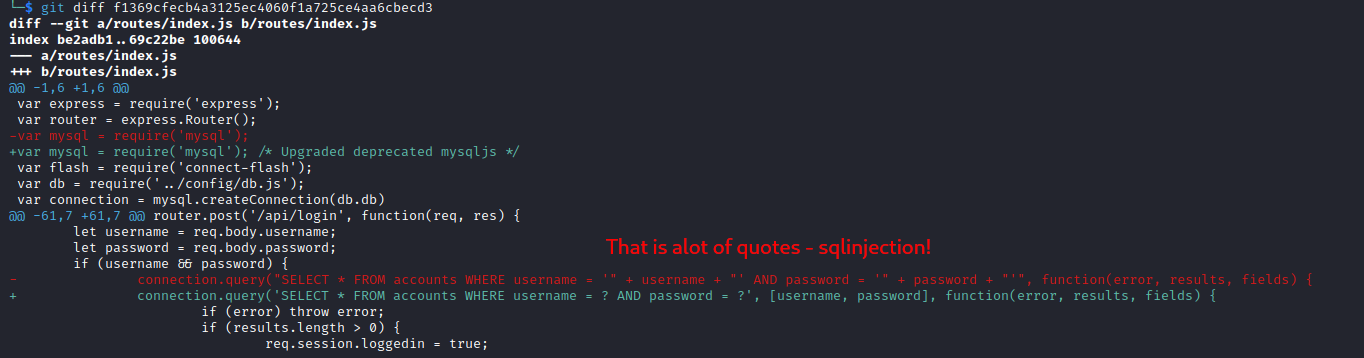 └─$ git diff f1369cfecb4a3125ec4060f1a725ce4aa6cbecd3
diff --git a/routes/index.js b/routes/index.js
index be2adb1..69c22be 100644
--- a/routes/index.js
+++ b/routes/index.js
@@ -1,6 +1,6 @@
 var express = require('express');
 var router = express.Router();
-var mysql = require('mysql');
+var mysql = require('mysql'); /* Upgraded deprecated mysqljs */
 var flash = require('connect-flash');
 var db = require('../config/db.js');
 var connection = mysql.createConnection(db.db)
@@ -61,7 +61,7 @@ router.post('/api/login', function(req, res) {
        let username = req.body.username;
        let password = req.body.password;
That is alot of quotes - sqlinjection!
        if (username && password) {
-               connection.query("SELECT * FROM accounts WHERE username = '" + username + "' AND password = '" + password + "'", function(error, results, fields) {
+               connection.query('SELECT * FROM accounts WHERE username = ? AND password = ?', [username, password], function(error, results, fields) {
                        if (error) throw error;
                        if (results.length > 0) {
                                req.session.loggedin = true;